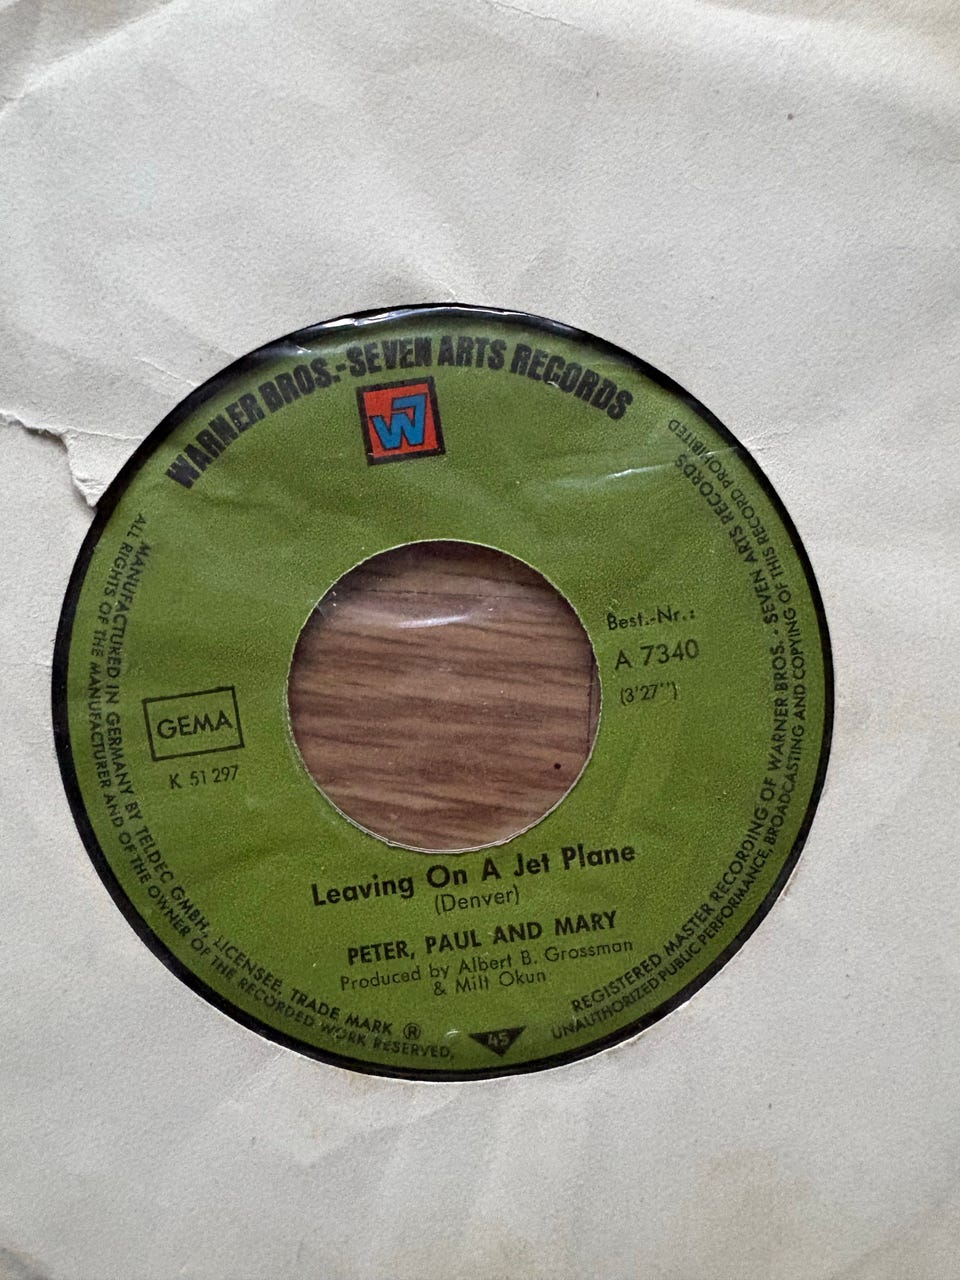 WARNER BROS.-SEVEN ARTS RECORDS
W7
Best.-Nr.:
A 7340
(3'27'')
GEMA
K 51 297
Leaving On A Jet Plane
(Denver)
PETER, PAUL AND MARY
Produced by Albert B. Grossman
& Milt Okun
45
MANUFACTURED IN GERMANY BY TELDEC GMBH., LICENSEE, TRADE MARK ®
REGISTERED MASTER RECORDING OF WARNER BROS. - SEVEN ARTS RECORDS
ALL RIGHTS OF THE MANUFACTURER AND OF THE OWNER OF THE RECORDED WORK RESERVED,
UNAUTHORIZED PUBLIC PERFORMANCE, BROADCASTING AND COPYING OF THIS RECORD PROHIBITED